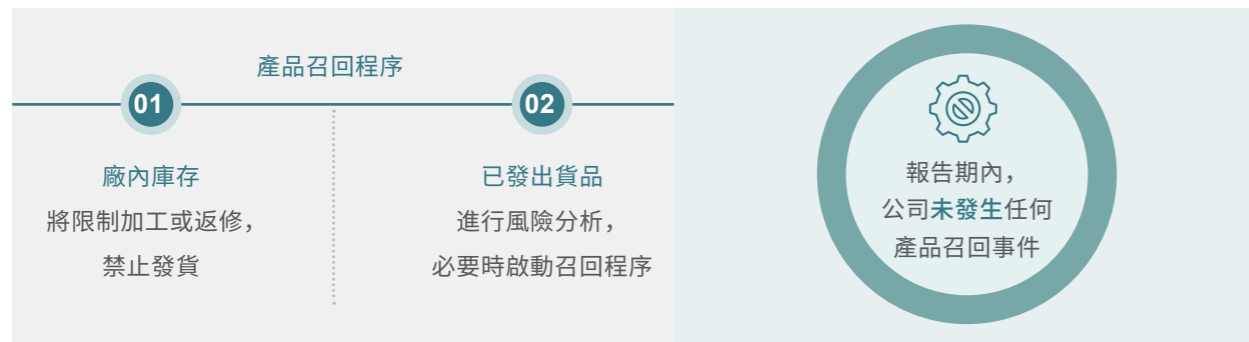 產品召回程序
01
廠內庫存
將限制加工或返修，
禁止發貨
02
已發出貨品
進行風險分析，
必要時啟動召回程序
報告期內，
公司未發生任何
產品召回事件